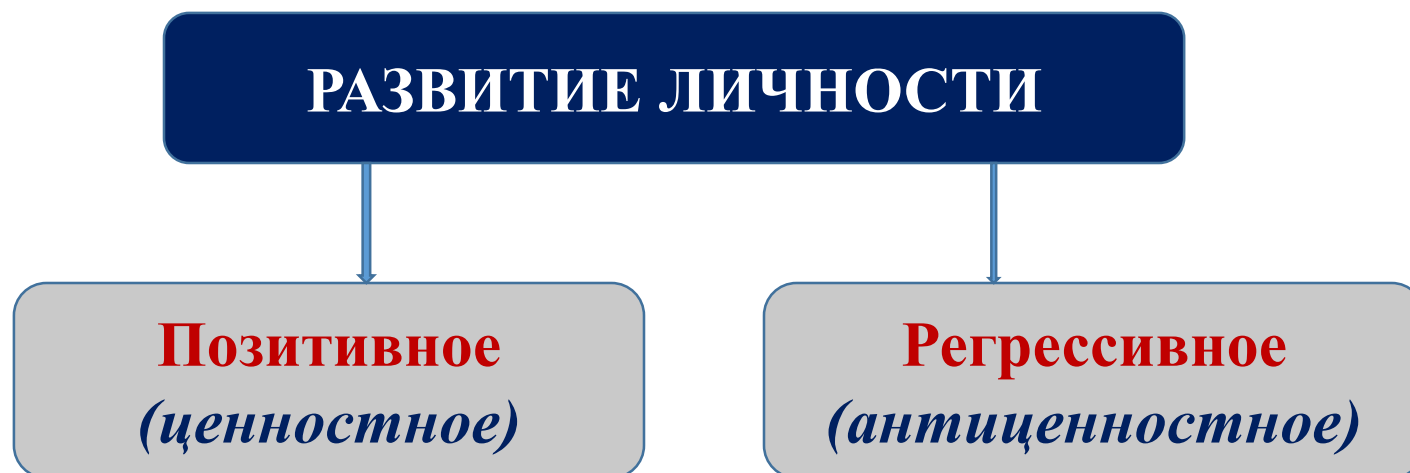 РАЗВИТИЕ ЛИЧНОСТИ
Позитивное
(ценностное)
Регрессивное
(антиценностное)